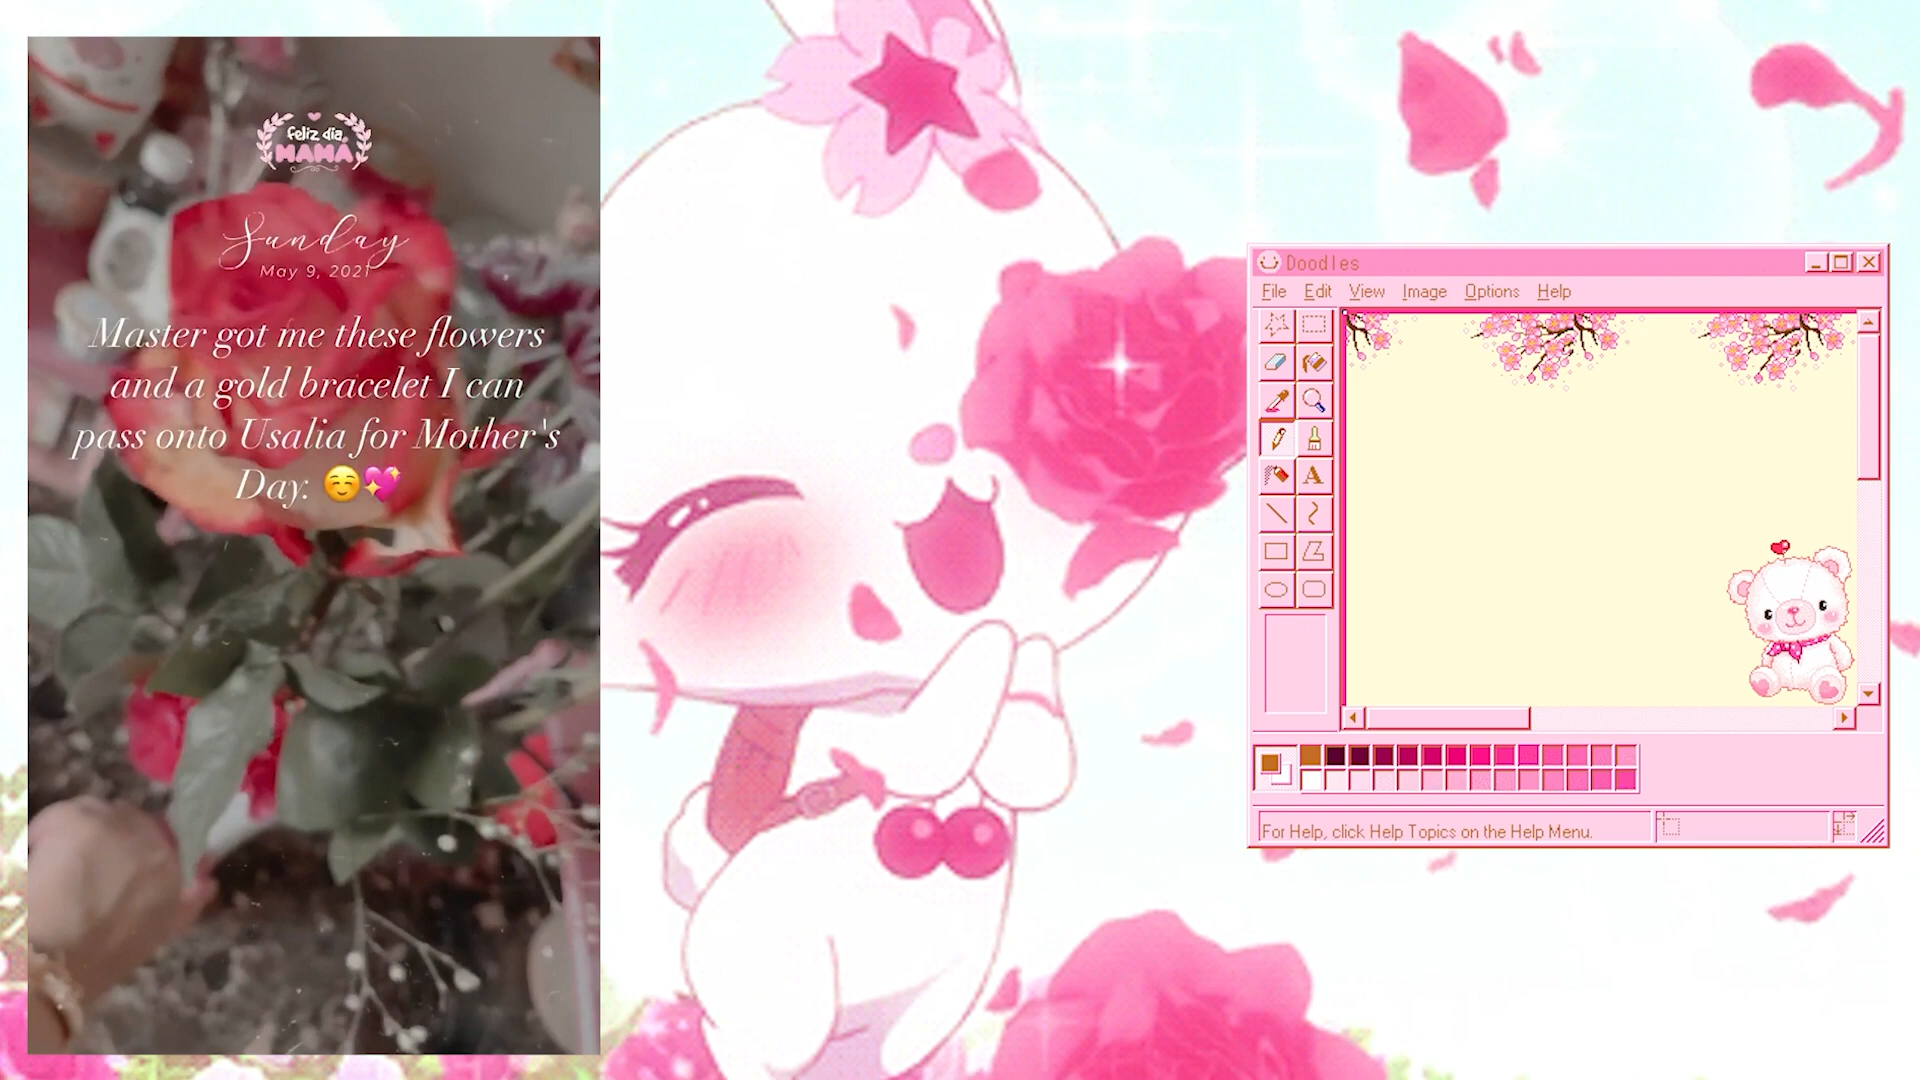 feliz día
MAMÁ
Sunday
May 9, 2021
Master got me these flowers
and a gold bracelet I can
pass onto Usalia for Mother's
Day. ☺️💖
Doodles
File Edit View Image Options Help
A
For Help, click Help Topics on the Help Menu.